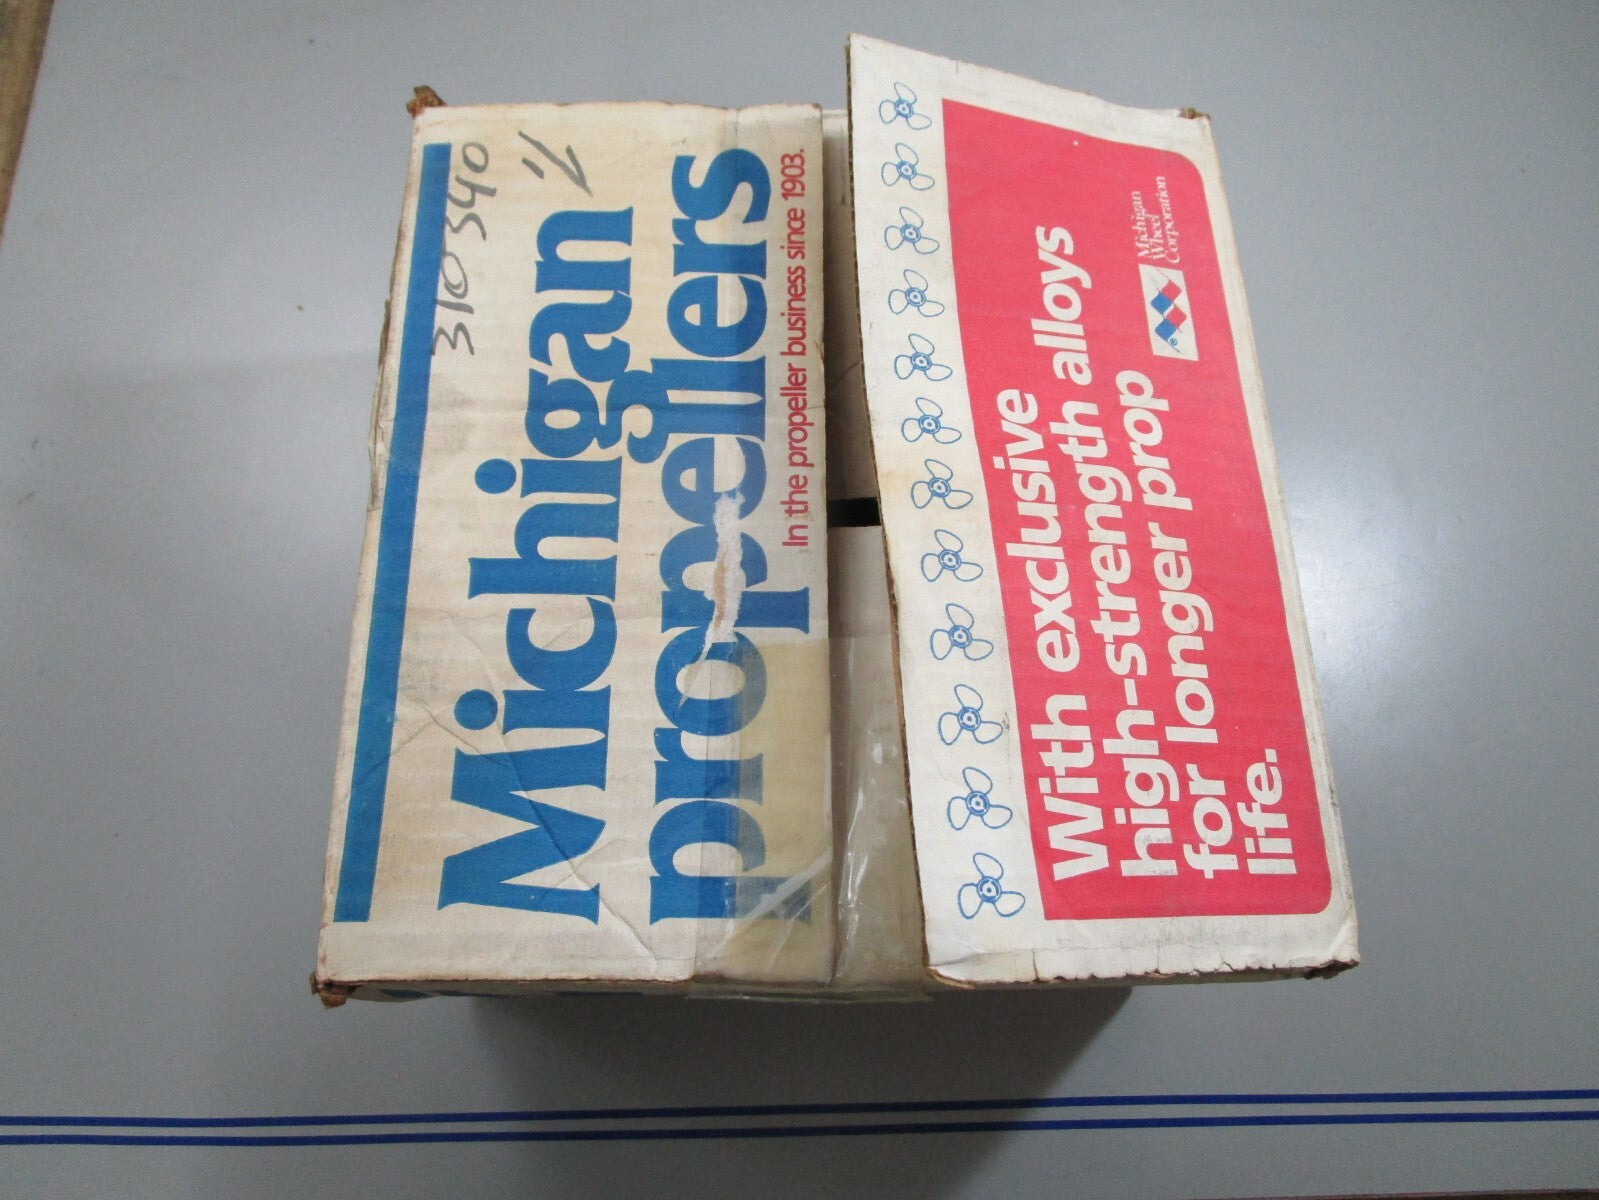 310340
Michigan
propellers
In the propeller business since 1903.
With exclusive
high-strength alloys
for longer prop
life.
Michigan
Wheel
Corporation